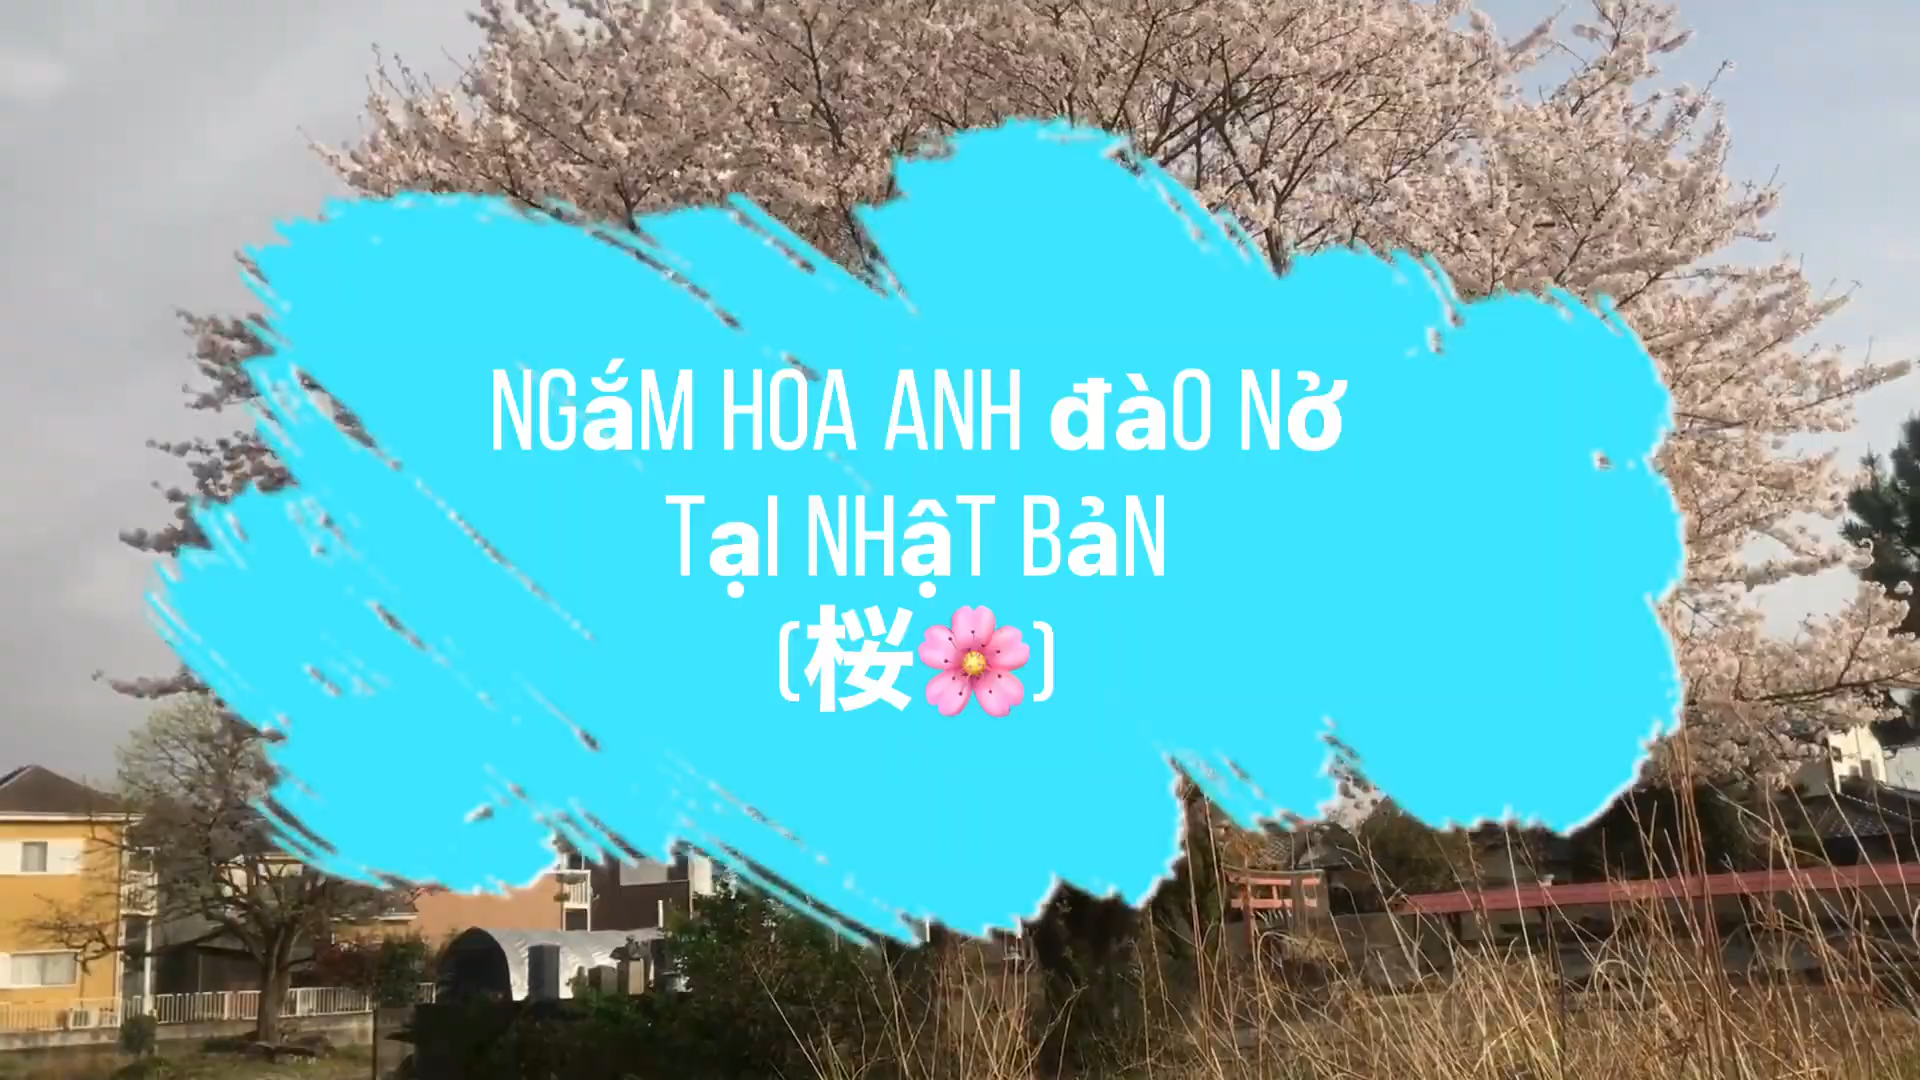 NGắM HOA ANH đàO Nở
TạI NHậT BảN
(桜🌸)